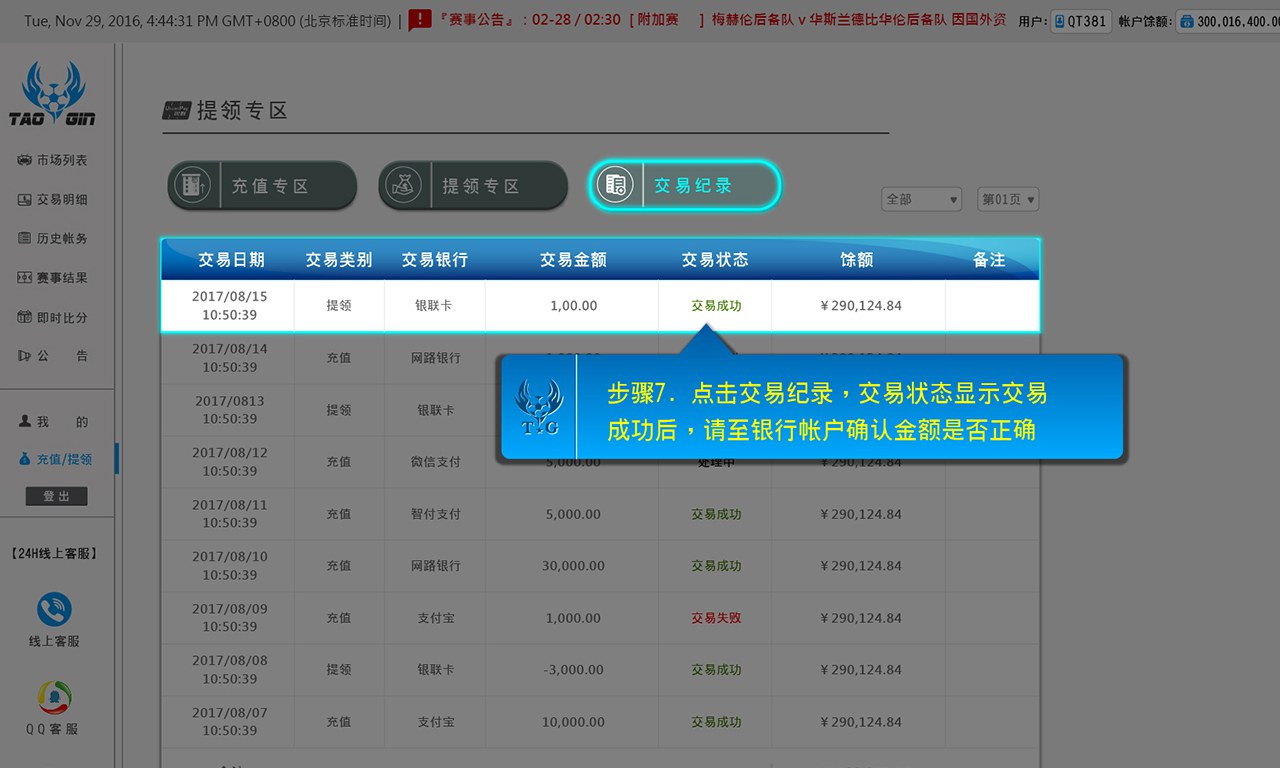 Tue, Nov 29, 2016, 4:44:31 PM GMT+0800 (北京标准时间) | 『赛事公告』：02-28 / 02:30 [ 附加赛 ] 梅赫伦后备队 v 华斯兰德比华伦后备队 因国外资 用户: QT381 帐户馀额: 300,016,400.00
TAO GIN
提领专区
市场列表
交易明细
历史帐务
赛事结果
即时比分
公 告
我 的
充值/提领
登出
【24H线上客服】
线上客服
QQ客服
充值专区 提领专区 交易纪录
全部 第01页
交易日期 交易类别 交易银行 交易金额 交易状态 馀额 备注
2017/08/15 10:50:39 提领 银联卡 1,00.00 交易成功 ¥290,124.84
2017/08/14 10:50:39 充值 网路银行
2017/0813 10:50:39 提领 银联卡
2017/08/12 10:50:39 充值 微信支付 5,000.00 处理中 ¥290,124.84
2017/08/11 10:50:39 充值 智付支付 5,000.00 交易成功 ¥290,124.84
2017/08/10 10:50:39 充值 网路银行 30,000.00 交易成功 ¥290,124.84
2017/08/09 10:50:39 充值 支付宝 1,000.00 交易失败 ¥290,124.84
2017/08/08 10:50:39 提领 银联卡 -3,000.00 交易成功 ¥290,124.84
2017/08/07 10:50:39 充值 支付宝 10,000.00 交易成功 ¥290,124.84
T★G
步骤7. 点击交易纪录，交易状态显示交易
成功后，请至银行帐户确认金额是否正确